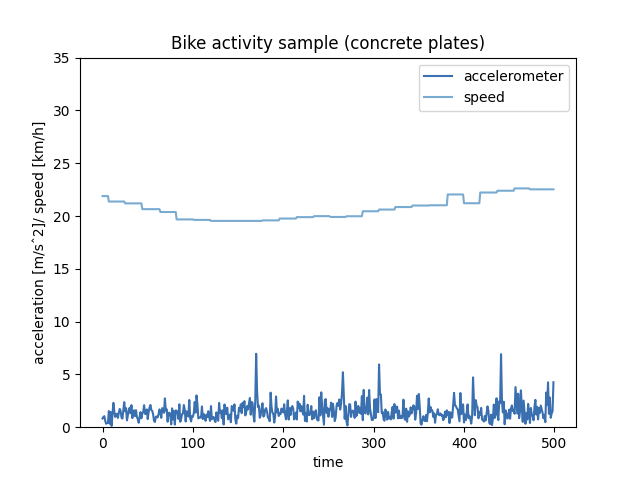 Bike activity sample (concrete plates)
accelerometer
speed
35
30
25
20
15
10
5
0
acceleration [m/s^2]/ speed [km/h]
0 100 200 300 400 500
time